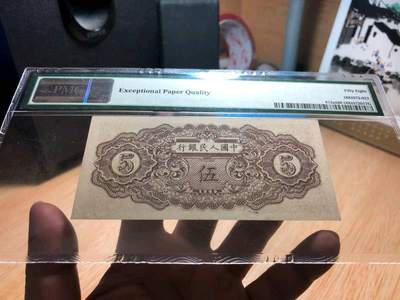 PMG
Exceptional Paper Quality
Fifty Eight
行銀民人國中
5 伍 5